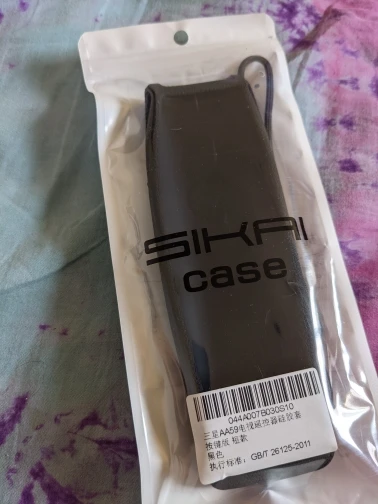 SIKAI
case
044A007B030S10
三星AA59电视遥控器硅胶套
按键版 短款
黑色
执行标准：GB/T 26125-2011